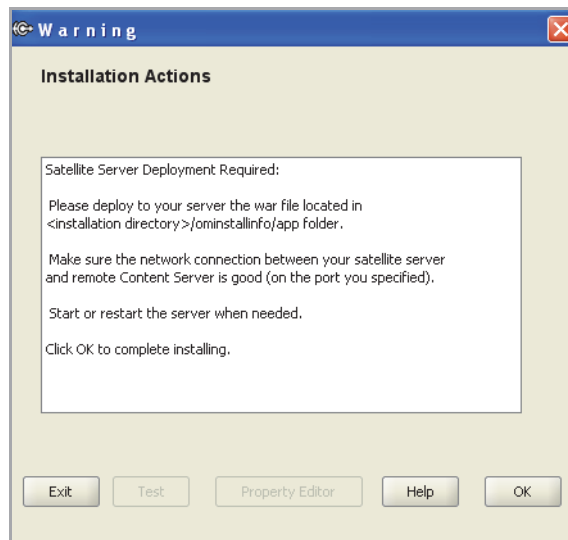 Warning
Installation Actions
Satellite Server Deployment Required:
Please deploy to your server the war file located in
<installation directory>/ominstallinfo/app folder.
Make sure the network connection between your satellite server
and remote Content Server is good (on the port you specified).
Start or restart the server when needed.
Click OK to complete installing.
Exit Test Property Editor Help OK